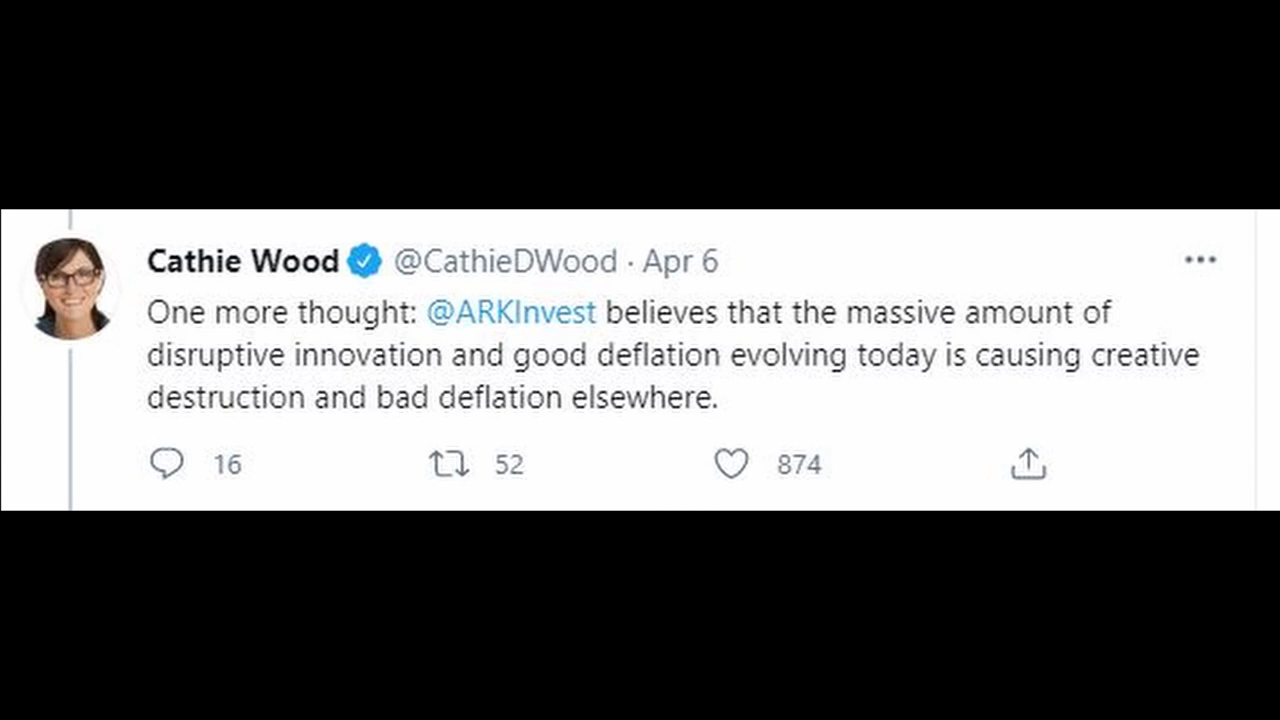 Cathie Wood @CathieDWood · Apr 6
One more thought: @ARKInvest believes that the massive amount of
disruptive innovation and good deflation evolving today is causing creative
destruction and bad deflation elsewhere.
16 52 874